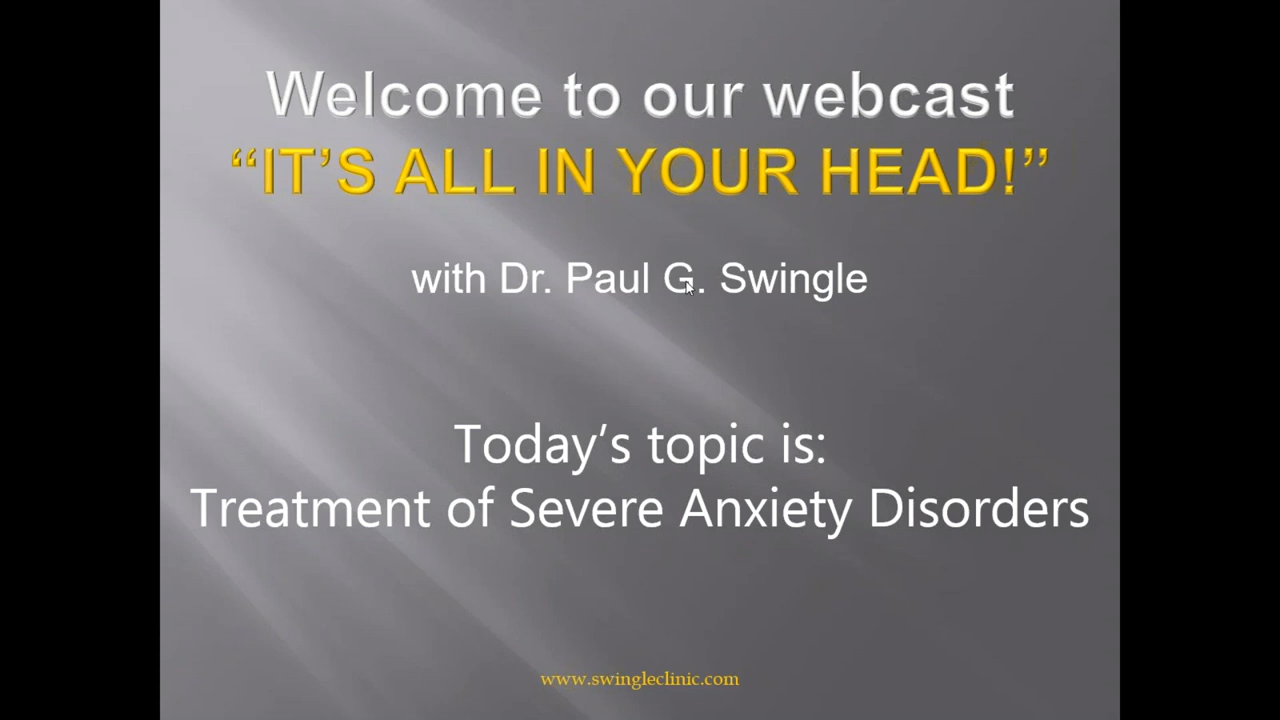 Welcome to our webcast
“IT’S ALL IN YOUR HEAD!”
with Dr. Paul G. Swingle
Today’s topic is:
Treatment of Severe Anxiety Disorders
www.swingleclinic.com